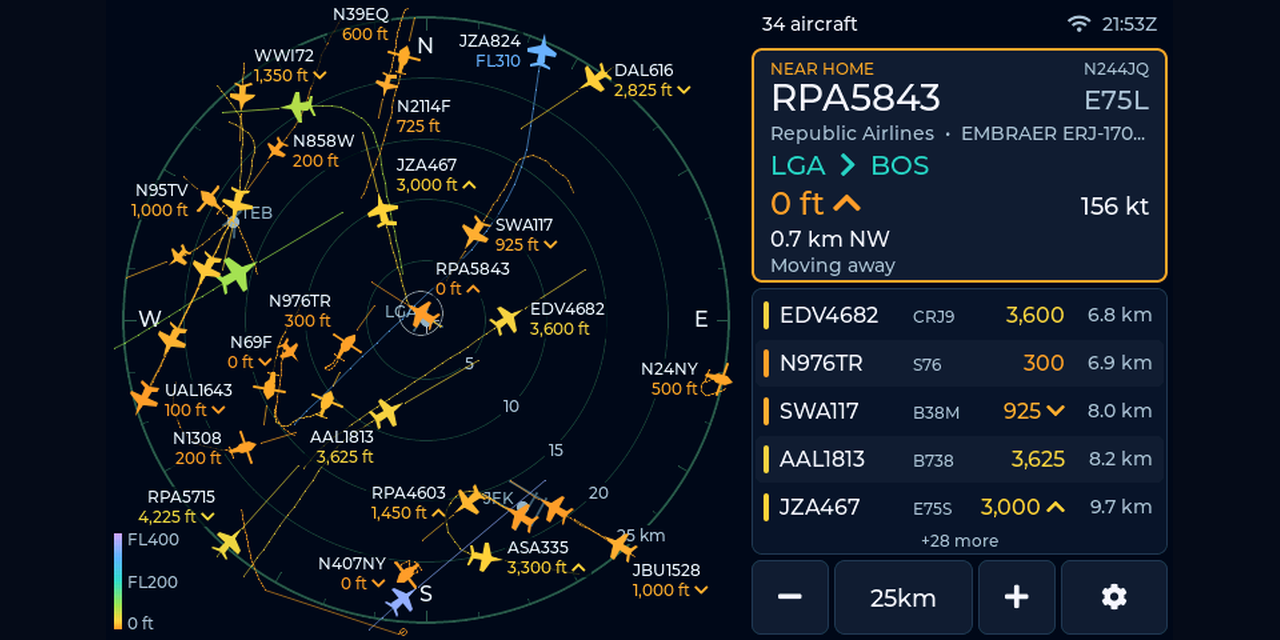 N39EQ
600 ft
N
JZA824
FL310
WWI72
1,350 ft
DAL616
2,825 ft
N2114F
725 ft
N858W
200 ft
JZA467
3,000 ft
N95TV
1,000 ft
TEB
SWA117
925 ft
RPA5843
0 ft
N976TR
300 ft
LGA
EDV4682
3,600 ft
W
E
N69F
0 ft
5
N24NY
500 ft
UAL1643
100 ft
10
N1308
200 ft
AAL1813
3,625 ft
15
RPA5715
4,225 ft
RPA4603
1,450 ft
JFK
20
25 km
ASA335
3,300 ft
JBU1528
1,000 ft
N407NY
0 ft
S
FL400
FL200
0 ft
34 aircraft
21:53Z
NEAR HOME
N244JQ
RPA5843
E75L
Republic Airlines • EMBRAER ERJ-170...
LGA > BOS
0 ft
156 kt
0.7 km NW
Moving away
EDV4682 CRJ9 3,600 6.8 km
N976TR S76 300 6.9 km
SWA117 B38M 925 8.0 km
AAL1813 B738 3,625 8.2 km
JZA467 E75S 3,000 9.7 km
+28 more
− 25km +